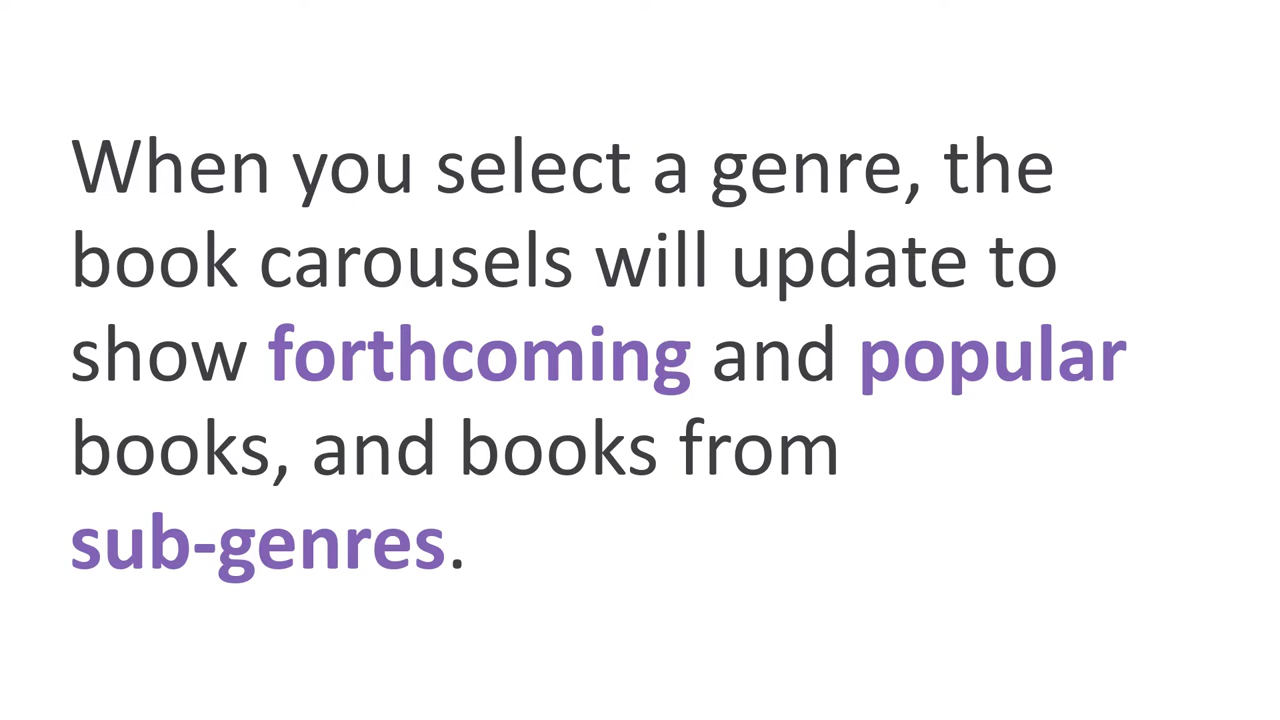 When you select a genre, the
book carousels will update to
show forthcoming and popular
books, and books from
sub-genres.